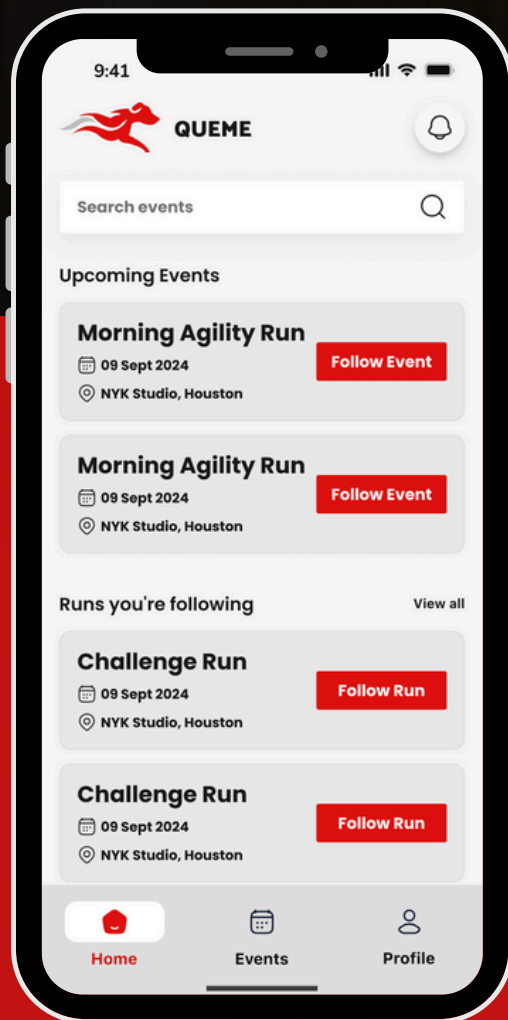 9:41
QUEME
Search events
Upcoming Events
Morning Agility Run
09 Sept 2024
NYK Studio, Houston
Follow Event
Morning Agility Run
09 Sept 2024
NYK Studio, Houston
Follow Event
Runs you're following
View all
Challenge Run
09 Sept 2024
NYK Studio, Houston
Follow Run
Challenge Run
09 Sept 2024
NYK Studio, Houston
Follow Run
Home
Events
Profile